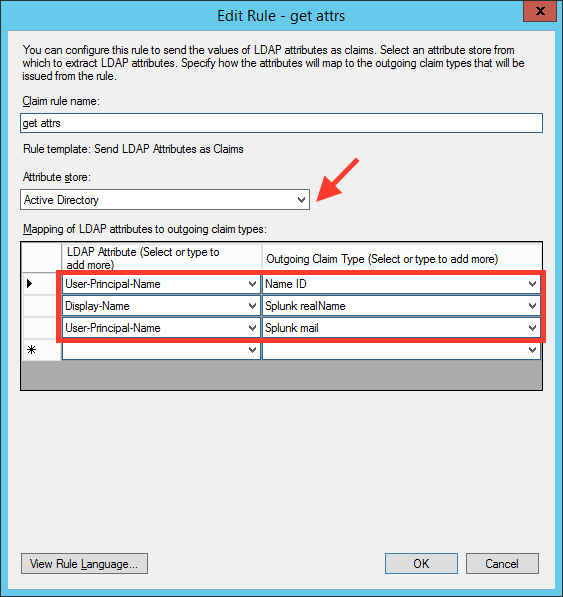 Edit Rule - get attrs
x
You can configure this rule to send the values of LDAP attributes as claims. Select an attribute store from
which to extract LDAP attributes. Specify how the attributes will map to the outgoing claim types that will be
issued from the rule.
Claim rule name:
get attrs
Rule template: Send LDAP Attributes as Claims
Attribute store:
Active Directory
Mapping of LDAP attributes to outgoing claim types:
LDAP Attribute (Select or type to
add more)
Outgoing Claim Type (Select or type to add more)
User-Principal-Name Name ID
Display-Name Splunk realName
User-Principal-Name Splunk mail
View Rule Language... OK Cancel